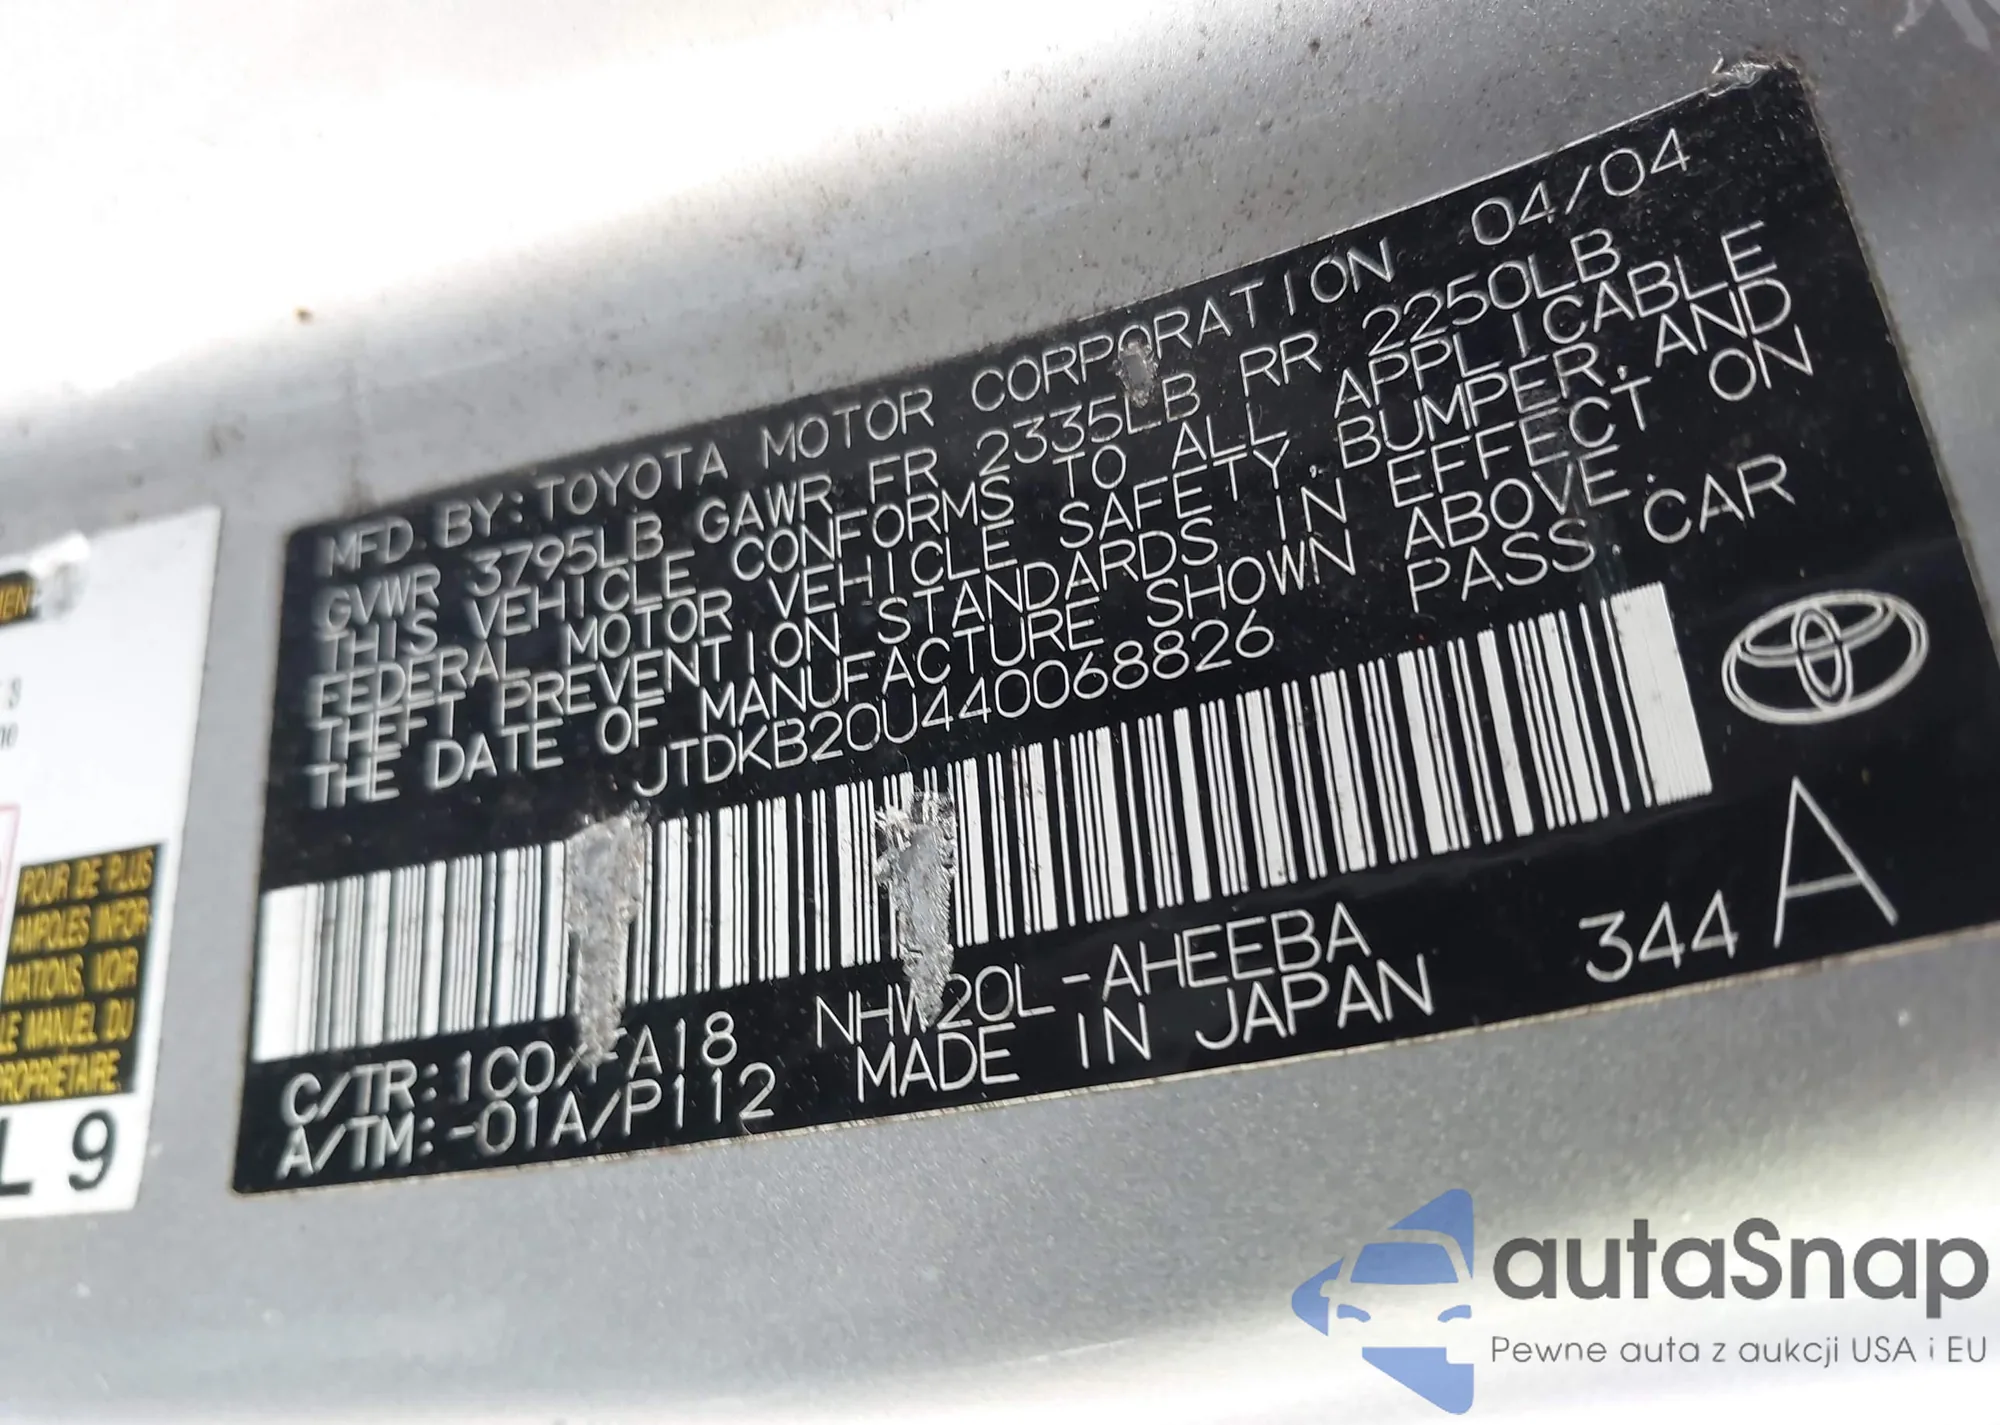 MFD BY: TOYOTA MOTOR CORPORATION 04/04
GVWR 3795LB GAWR FR 2335LB RR 2250LB
THIS VEHICLE CONFORMS TO ALL APPLICABLE
FEDERAL MOTOR VEHICLE SAFETY, BUMPER, AND
THEFT PREVENTION STANDARDS IN EFFECT ON
THE DATE OF MANUFACTURE SHOWN ABOVE.
JTDKB20U440068826 PASS. CAR
C/TR: 1C0/FA18 NHW20L-AHEEBA
A/TM: -01A/P112 MADE IN JAPAN 344 A
POUR DE PLUS
AMPOLES INFOR
MATIONS, VOIR
LE MANUEL DU
PROPRÉTAIRE.
L 9
autaSnap
Pewne auta z aukcji USA i EU